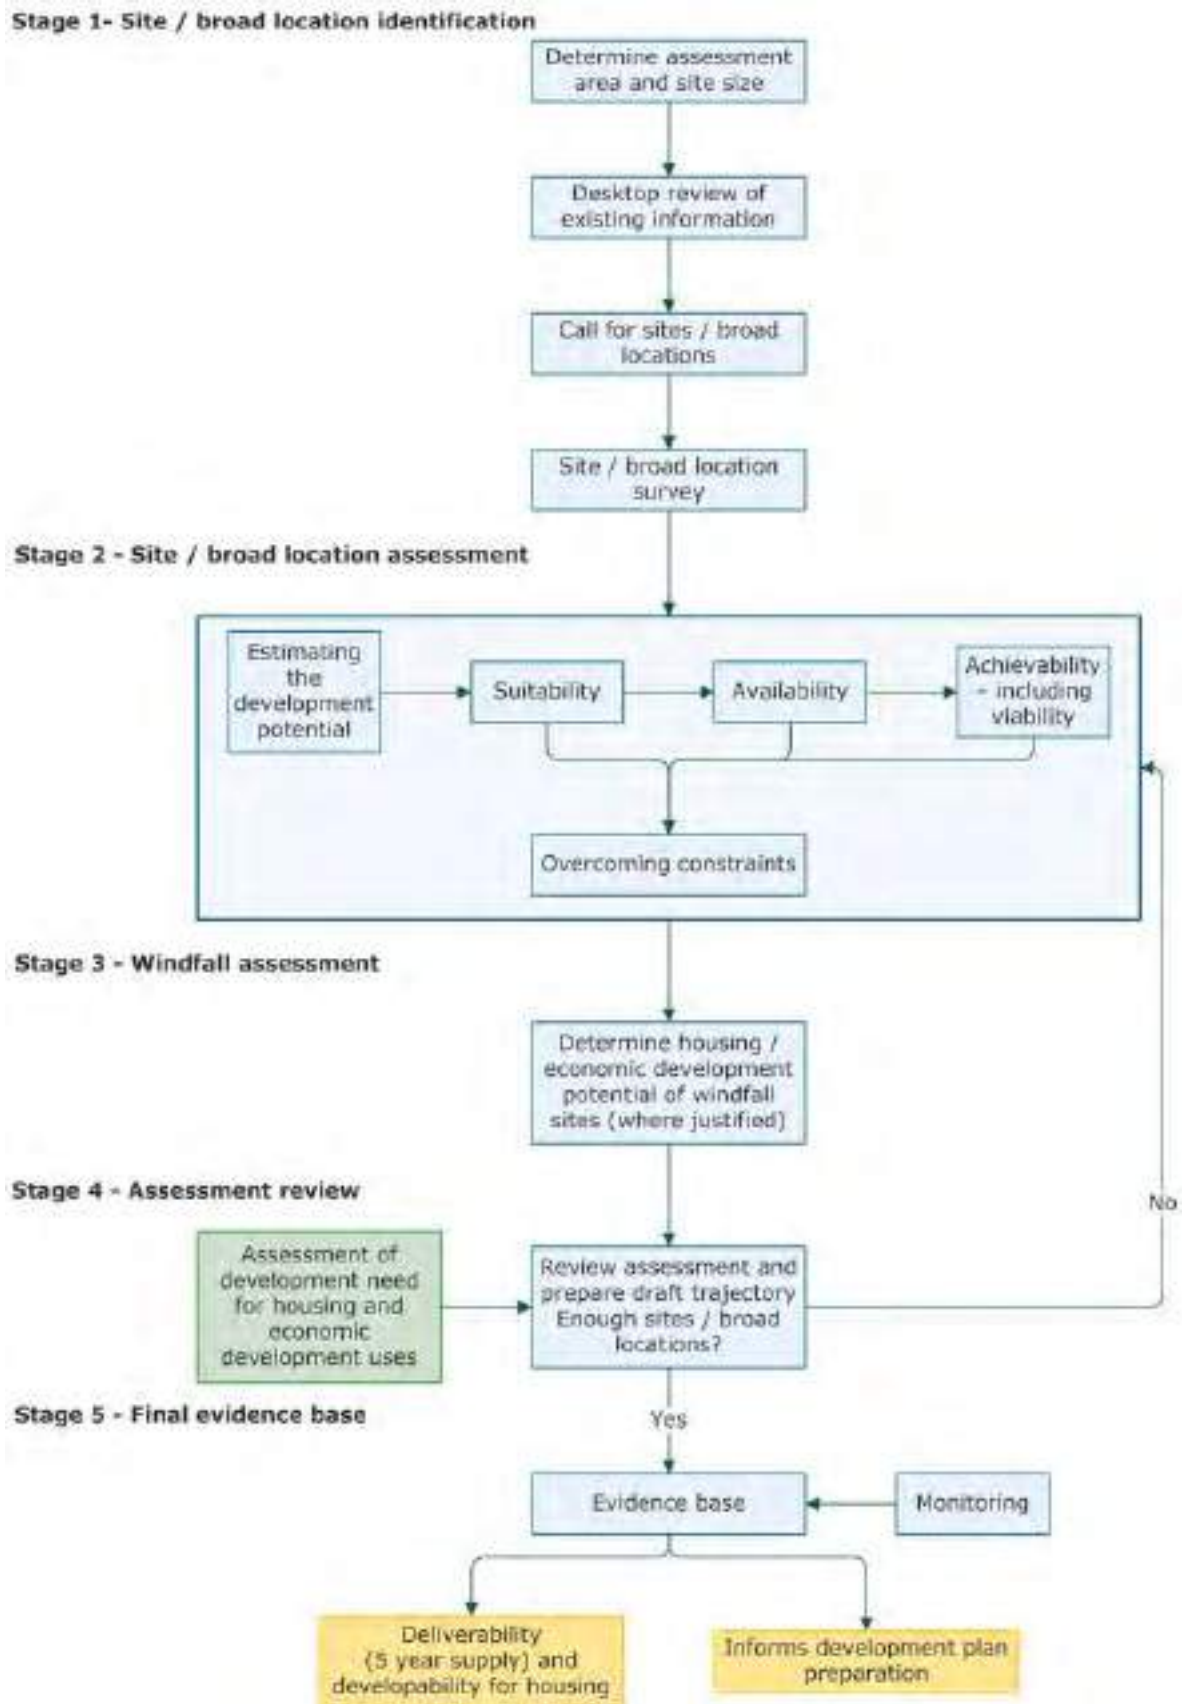 Stage 1- Site / broad location identification
Determine assessment
area and site size
Desktop review of
existing information
Call for sites / broad
locations
Site / broad location
survey
Stage 2 - Site / broad location assessment
Estimating
the
development
potential
Suitability
Availability
Achievability
- including
viability
Overcoming constraints
Stage 3 - Windfall assessment
Determine housing /
economic development
potential of windfall
sites (where justified)
Stage 4 - Assessment review
No
Assessment of
development need
for housing and
economic
development uses
Review assessment and
prepare draft trajectory
Enough sites / broad
locations?
Stage 5 - Final evidence base
Yes
Evidence base
Monitoring
Deliverability
(5 year supply) and
developability for housing
Informs development plan
preparation